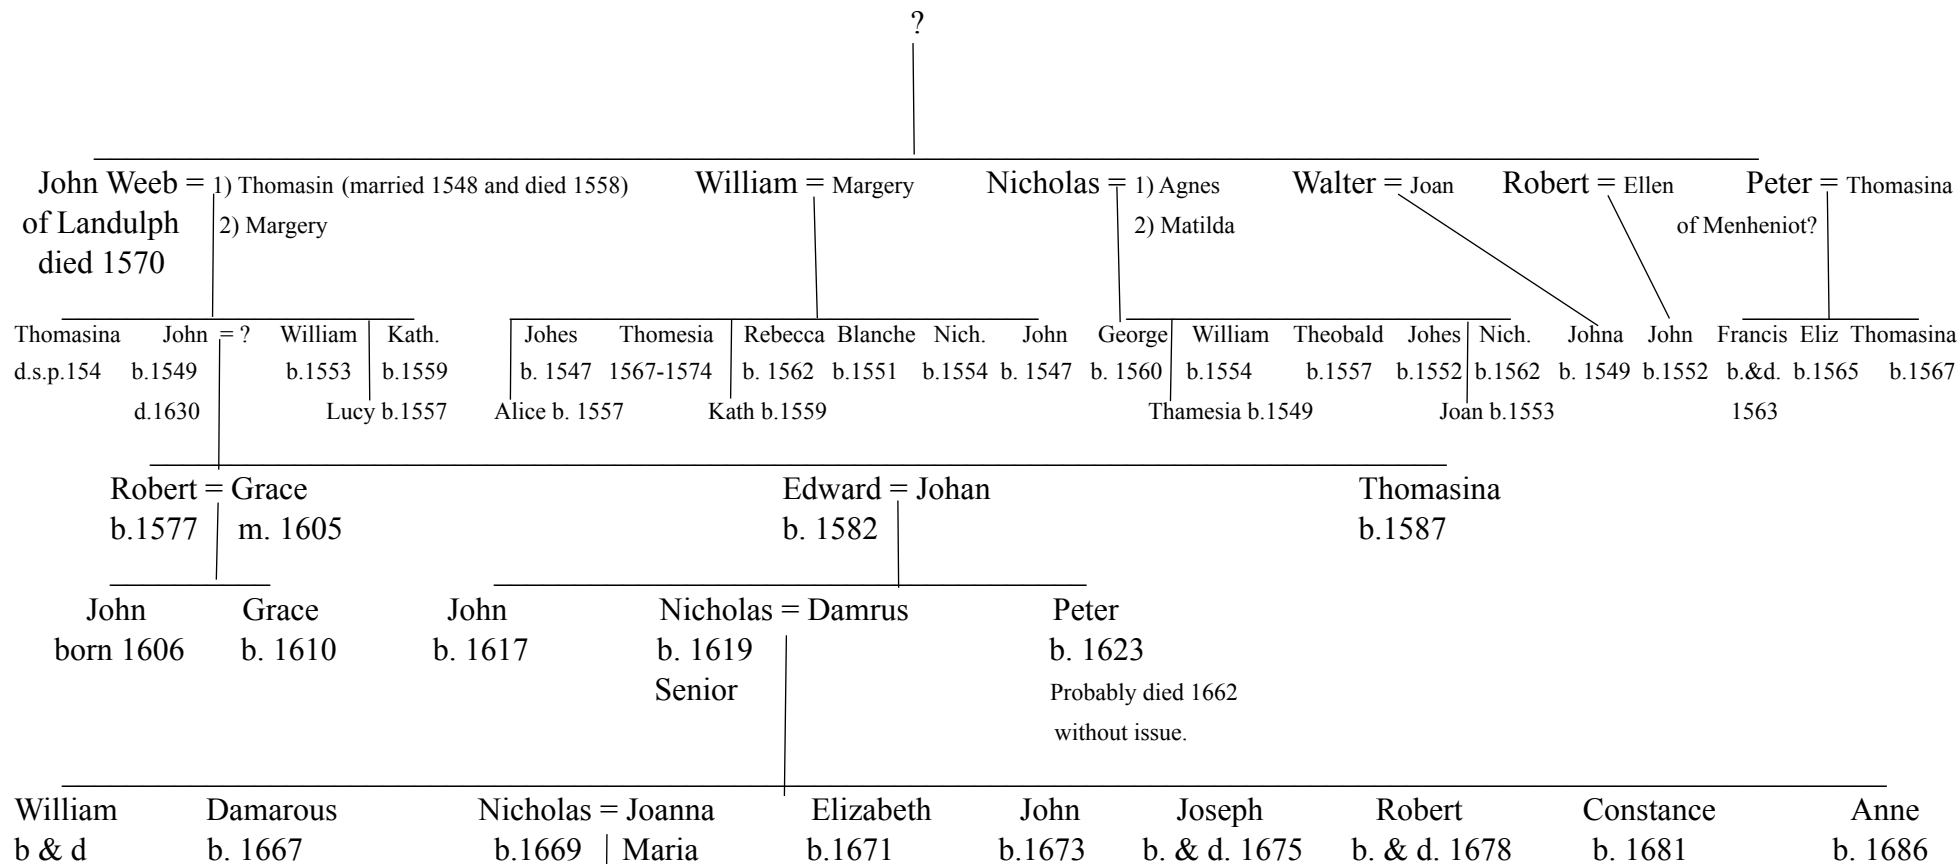 ?
John Weeb = 1) Thomasin (married 1548 and died 1558) William = Margery Nicholas = 1) Agnes Walter = Joan Robert = Ellen Peter = Thomasina
of Landulph 2) Margery 2) Matilda of Menheniot?
died 1570
Thomasina John = ? William Kath. Johes Thomesia Rebecca Blanche Nich. John George William Theobald Johes Nich. Johna John Francis Eliz Thomasina
d.s.p.154 b.1549 b.1553 b.1559 b. 1547 1567-1574 b. 1562 b.1551 b.1554 b. 1547 b. 1560 b.1554 b.1557 b.1552 b.1562 b. 1549 b.1552 b.&d. b.1565 b.1567
d.1630 Lucy b.1557 Alice b. 1557 Kath b.1559 Thamesia b.1549 Joan b.1553 1563
Robert = Grace Edward = Johan Thomasina
b.1577 m. 1605 b. 1582 b.1587
John Grace John Nicholas = Damrus Peter
born 1606 b. 1610 b. 1617 b. 1619 b. 1623
Senior Probably died 1662
without issue.
William Damarous Nicholas = Joanna Elizabeth John Joseph Robert Constance Anne
b & d b. 1667 b.1669 Maria b.1671 b.1673 b. & d. 1675 b. & d. 1678 b. 1681 b. 1686